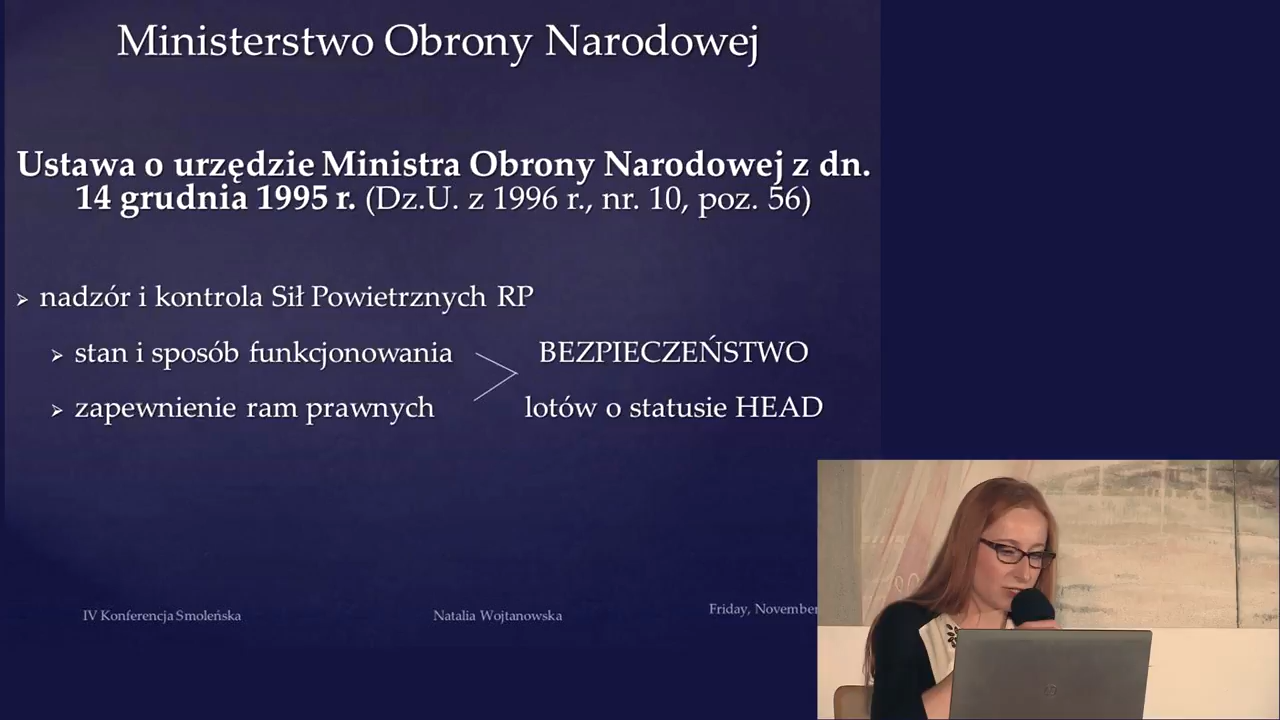 Ministerstwo Obrony Narodowej
Ustawa o urzędzie Ministra Obrony Narodowej z dn.
14 grudnia 1995 r. (Dz.U. z 1996 r., nr. 10, poz. 56)
nadzór i kontrola Sił Powietrznych RP
stan i sposób funkcjonowania
BEZPIECZEŃSTWO
zapewnienie ram prawnych
lotów o statusie HEAD
IV Konferencja Smoleńska
Natalia Wojtanowska
Friday, November